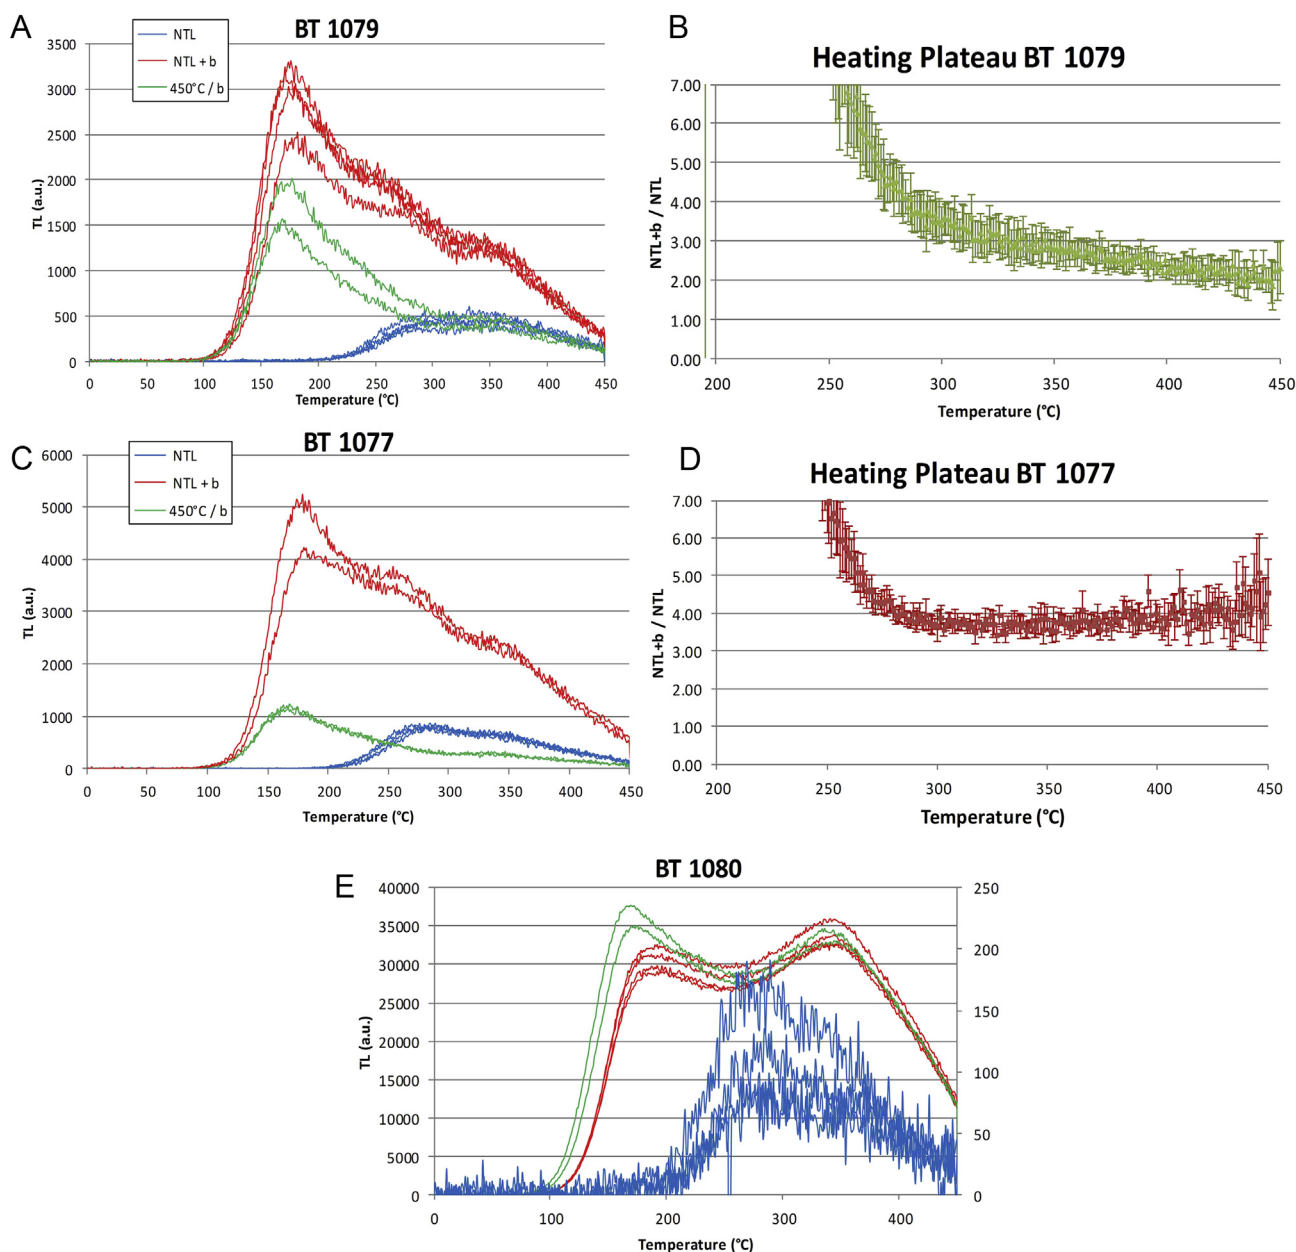 A
BT 1079
NTL
NTL + b
450°C / b
3500
3000
2500
2000
1500
1000
500
0
TL (a.u.)
0 50 100 150 200 250 300 350 400 450
Temperature (°C)
B
Heating Plateau BT 1079
7.00
6.00
5.00
4.00
3.00
2.00
1.00
0.00
NTL+b / NTL
200 250 300 350 400 450
Temperature (°C)
C
BT 1077
NTL
NTL + b
450°C / b
6000
5000
4000
3000
2000
1000
0
TL (a.u.)
0 50 100 150 200 250 300 350 400 450
Temperature (°C)
D
Heating Plateau BT 1077
7.00
6.00
5.00
4.00
3.00
2.00
1.00
0.00
NTL+b / NTL
200 250 300 350 400 450
Temperature (°C)
E
BT 1080
40000
35000
30000
25000
20000
15000
10000
5000
0
TL (a.u.)
250
200
150
100
50
0
0 100 200 300 400
Temperature (°C)